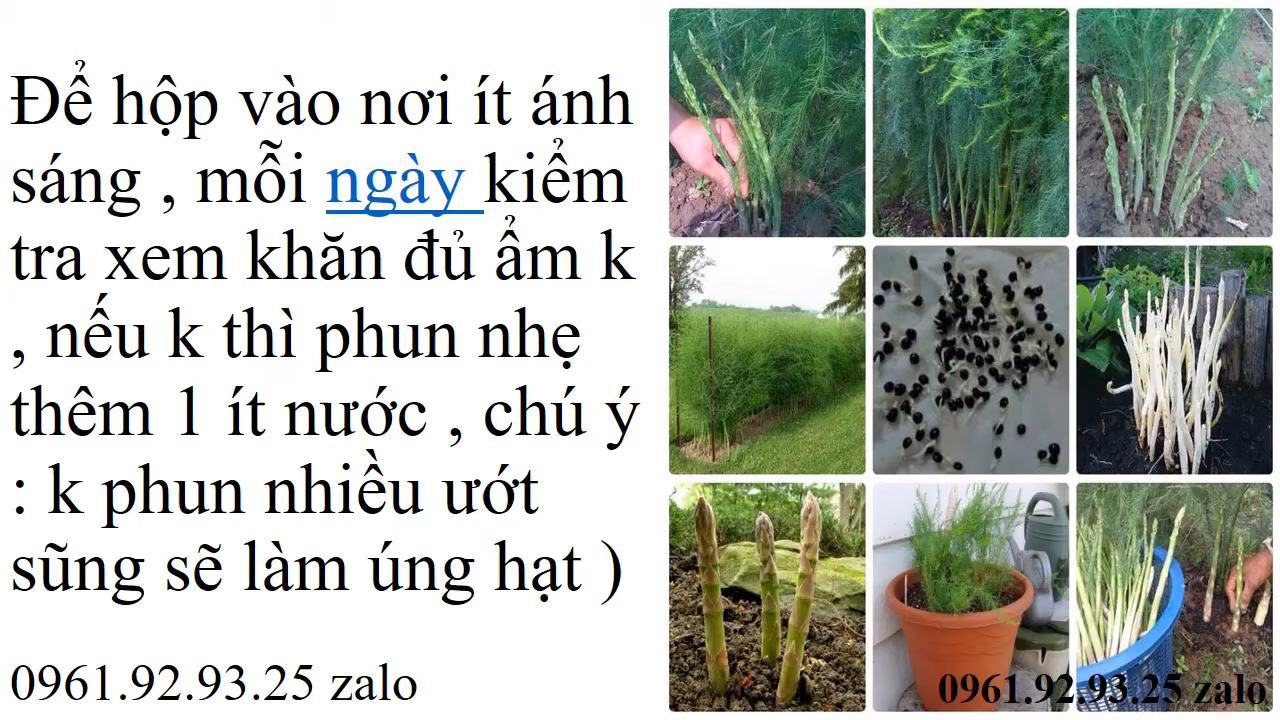 Để hộp vào nơi ít ánh
sáng , mỗi ngày kiểm
tra xem khăn đủ ẩm k
, nếu k thì phun nhẹ
thêm 1 ít nước , chú ý
: k phun nhiều ướt
sũng sẽ làm úng hạt )
0961.92.93.25 zalo
0961.92.93.25 zalo